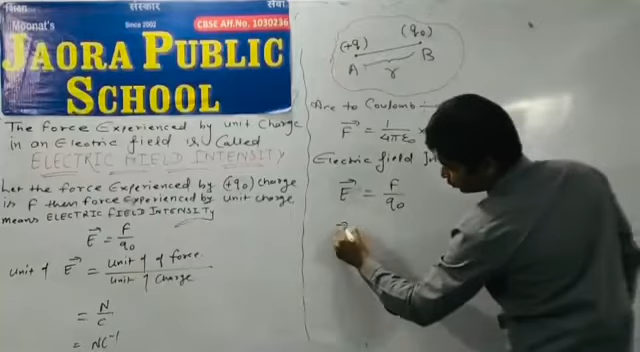 शिक्षा
संस्कार
सेवा
Moonat's
Since 2002
CBSE Aff.No. 1030236
JAORA PUBLIC
SCHOOL
The force Experienced by unit charge
in an Electric field is Called
ELECTRIC FIELD INTENSITY
Let the force Experienced by (+q0) charge
is F then force Experienced by unit charge
means ELECTRIC FIELD INTENSITY
E⃗ = F/q0
Unit of E⃗ = Unit of force / Unit of Charge
= N/C
= NC⁻¹
(+q) (q0)
A r B
Acc to Coulomb
F⃗ = 1/4πε0 ×
Electric field
E⃗ = F/q0